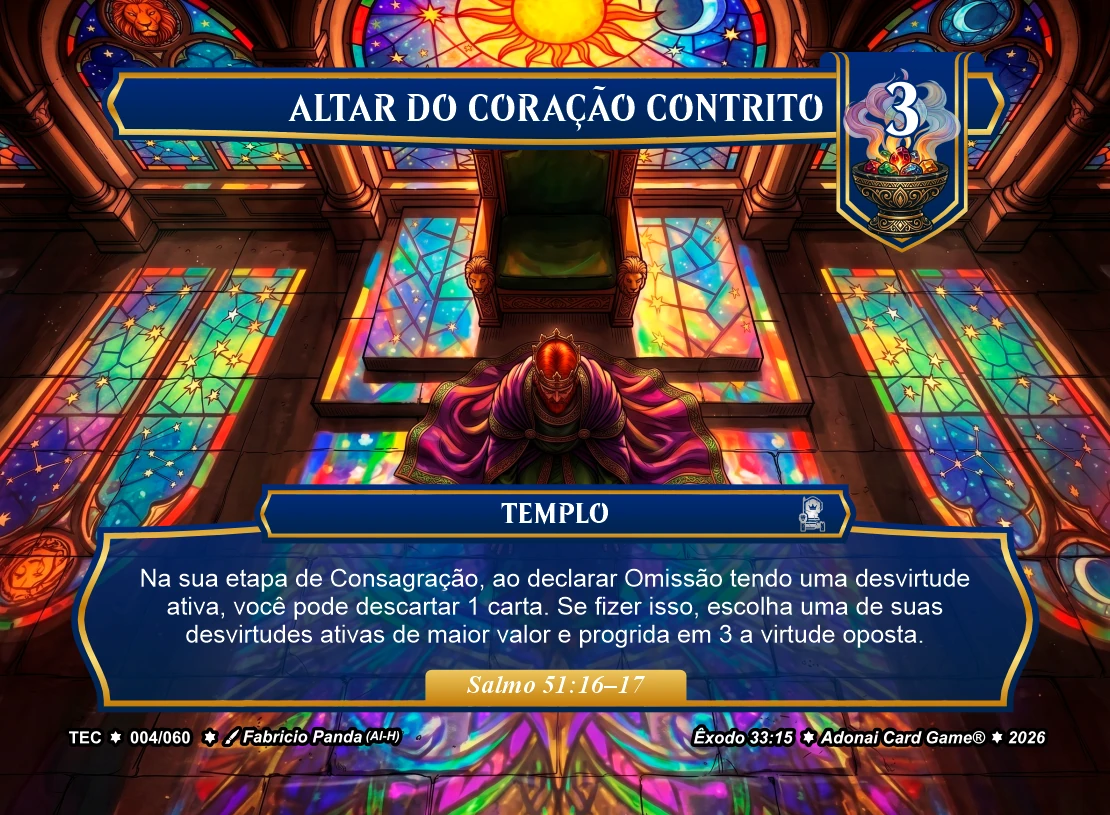 ALTAR DO CORAÇÃO CONTRITO
3
TEMPLO
Na sua etapa de Consagração, ao declarar Omissão tendo uma desvirtude
ativa, você pode descartar 1 carta. Se fizer isso, escolha uma de suas
desvirtudes ativas de maior valor e progrida em 3 a virtude oposta.
Salmo 51:16–17
TEC ✶ 004/060 ✶ Fabricio Panda (AI-H)
Êxodo 33:15 ✶ Adonai Card Game® ✶ 2026